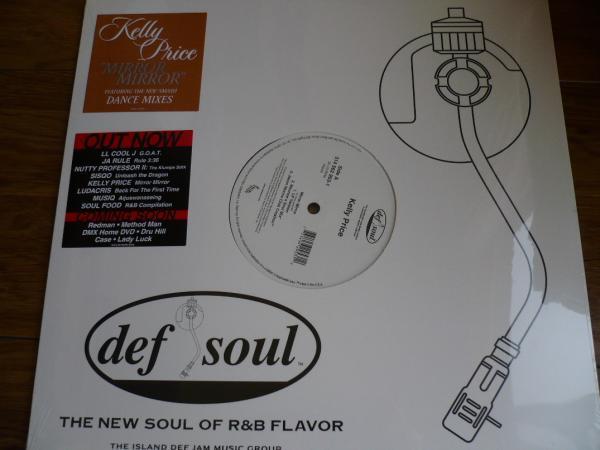 Kelly
Price
"MIRROR
MIRROR"
FEATURING THE NEW SMASH
DANCE MIXES
OUT NOW
LL COOL J G.O.A.T.
JA RULE Rule 3:36
NUTTY PROFESSOR II: The Klumps Sdtk
SISQO Unleash the Dragon
KELLY PRICE Mirror Mirror
LUDACRIS Back For The First Time
MUSIQ Aijuswanaseing
SOUL FOOD R&B Compilation
COMING SOON
Redman • Method Man
DMX Home DVD • Dru Hill
Case • Lady Luck
Side A
Kelly Price
def soul
def soul
TM
THE NEW SOUL OF R&B FLAVOR
THE ISLAND DEF JAM MUSIC GROUP